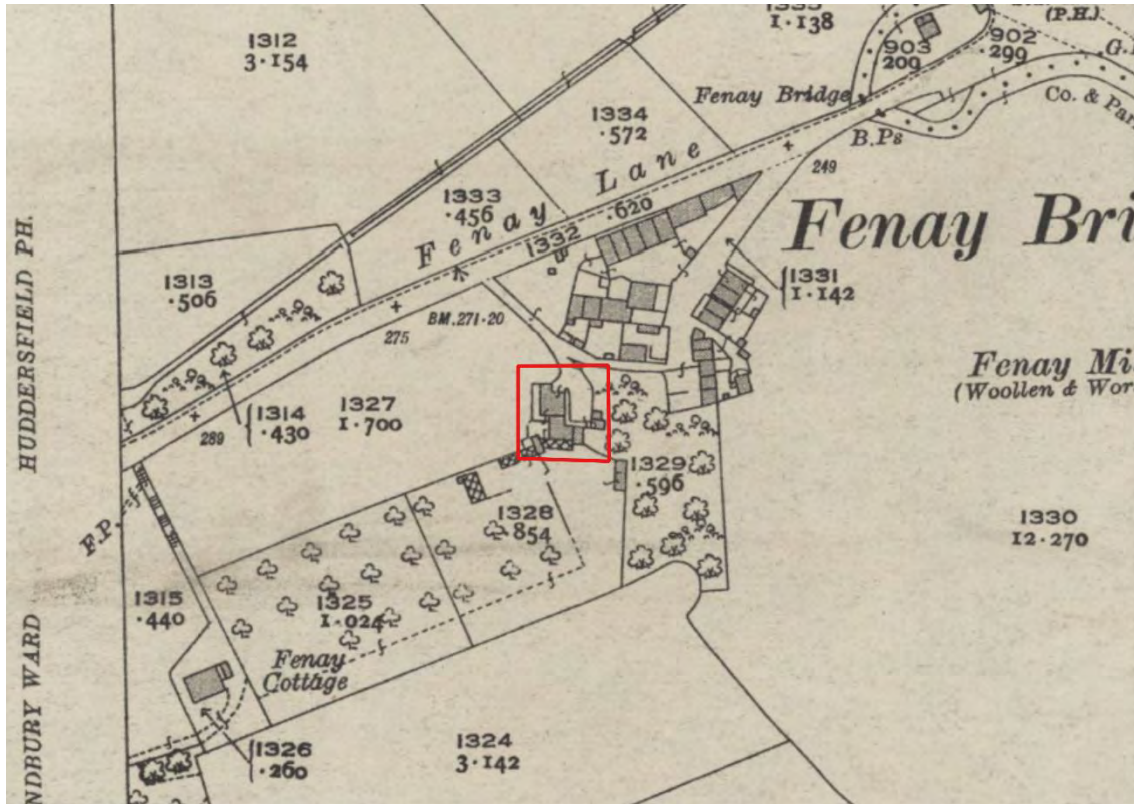 1312
3·154
1·138
(P.H.)
903
·209
902
·299
Fenay Bridge
Co. & Par
B.Ps
249
1334
·572
1333
·456
Fenay Lane
1332
·620
Fenay Bri
1331
1·142
1313
·506
BM.271·20
275
HUDDERSFIELD PH.
1314
·430
289
1327
1·700
Fenay Mi
(Woollen & Wor
1329
·596
1328
·854
1330
12·270
F.P.
1315
·440
1325
1·024
Fenay
Cottage
1326
·260
1324
3·142
NDBURY WARD